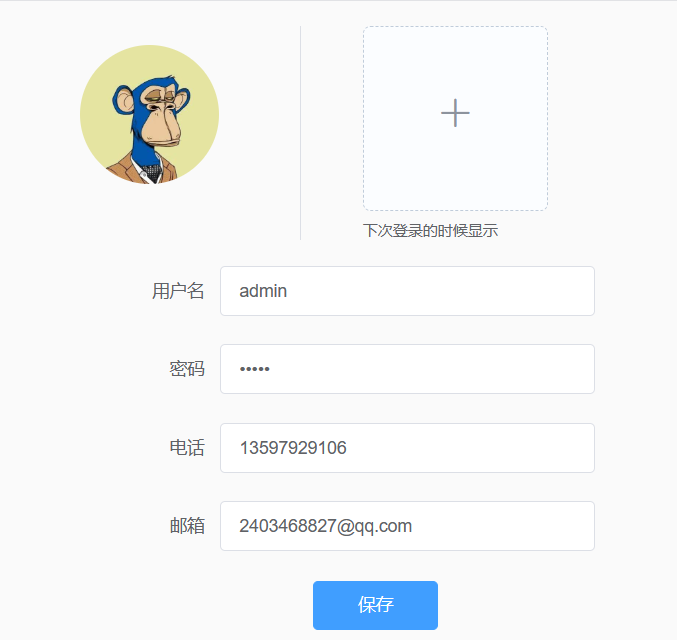 下次登录的时候显示
用户名 admin
密码 •••••
电话 13597929106
邮箱 2403468827@qq.com
保存